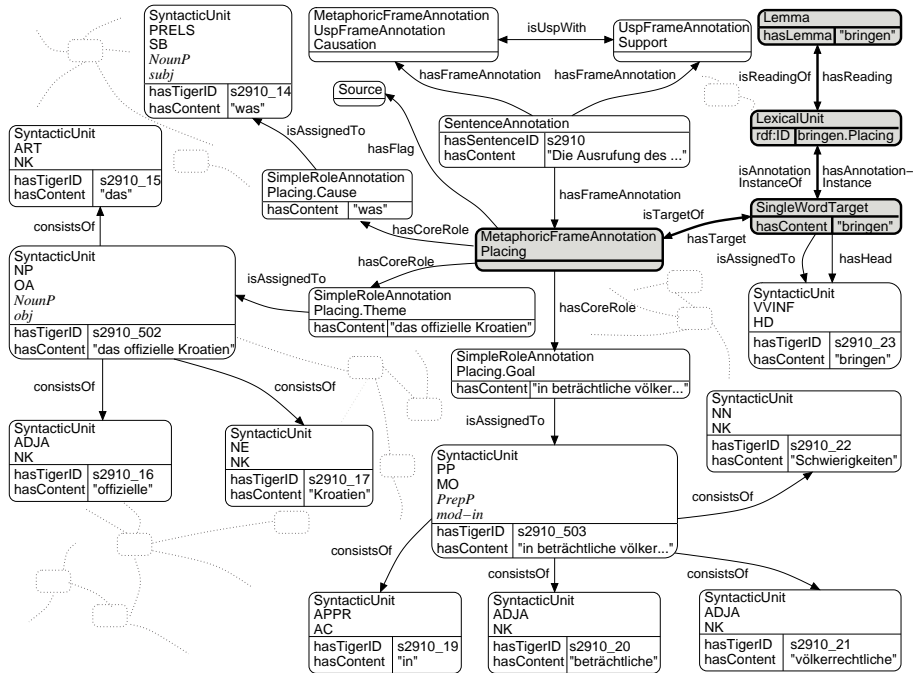 SyntacticUnit
PRELS
SB
NounP
subj
hasTigerID s2910_14
hasContent "was"
MetaphoricFrameAnnotation
UspFrameAnnotation
Causation
isUspWith
UspFrameAnnotation
Support
Lemma
hasLemma "bringen"
hasFrameAnnotation
hasFrameAnnotation
isReadingOf
hasReading
Source
hasFlag
SentenceAnnotation
hasSentenceID s2910
hasContent "Die Ausrufung des ..."
LexicalUnit
rdf:ID bringen.Placing
SyntacticUnit
ART
NK
hasTigerID s2910_15
hasContent "das"
isAssignedTo
SimpleRoleAnnotation
Placing.Cause
hasContent "was"
hasFrameAnnotation
isAnnotation
InstanceOf
hasAnnotation–
Instance
SingleWordTarget
hasContent "bringen"
isTargetOf
hasTarget
consistsOf
hasCoreRole
MetaphoricFrameAnnotation
Placing
isAssignedTo
hasHead
SyntacticUnit
NP
OA
NounP
obj
hasTigerID s2910_502
hasContent "das offizielle Kroatien"
isAssignedTo
hasCoreRole
SimpleRoleAnnotation
Placing.Theme
hasContent "das offizielle Kroatien"
hasCoreRole
SyntacticUnit
VVINF
HD
hasTigerID s2910_23
hasContent "bringen"
SimpleRoleAnnotation
Placing.Goal
hasContent "in beträchtliche völker..."
consistsOf
consistsOf
isAssignedTo
SyntacticUnit
ADJA
NK
hasTigerID s2910_16
hasContent "offizielle"
SyntacticUnit
NE
NK
hasTigerID s2910_17
hasContent "Kroatien"
SyntacticUnit
PP
MO
PrepP
mod–in
hasTigerID s2910_503
hasContent "in beträchtliche völker..."
SyntacticUnit
NN
NK
hasTigerID s2910_22
hasContent "Schwierigkeiten"
consistsOf
consistsOf
consistsOf
consistsOf
SyntacticUnit
APPR
AC
hasTigerID s2910_19
hasContent "in"
SyntacticUnit
ADJA
NK
hasTigerID s2910_20
hasContent "beträchtliche"
SyntacticUnit
ADJA
NK
hasTigerID s2910_21
hasContent "völkerrechtliche"